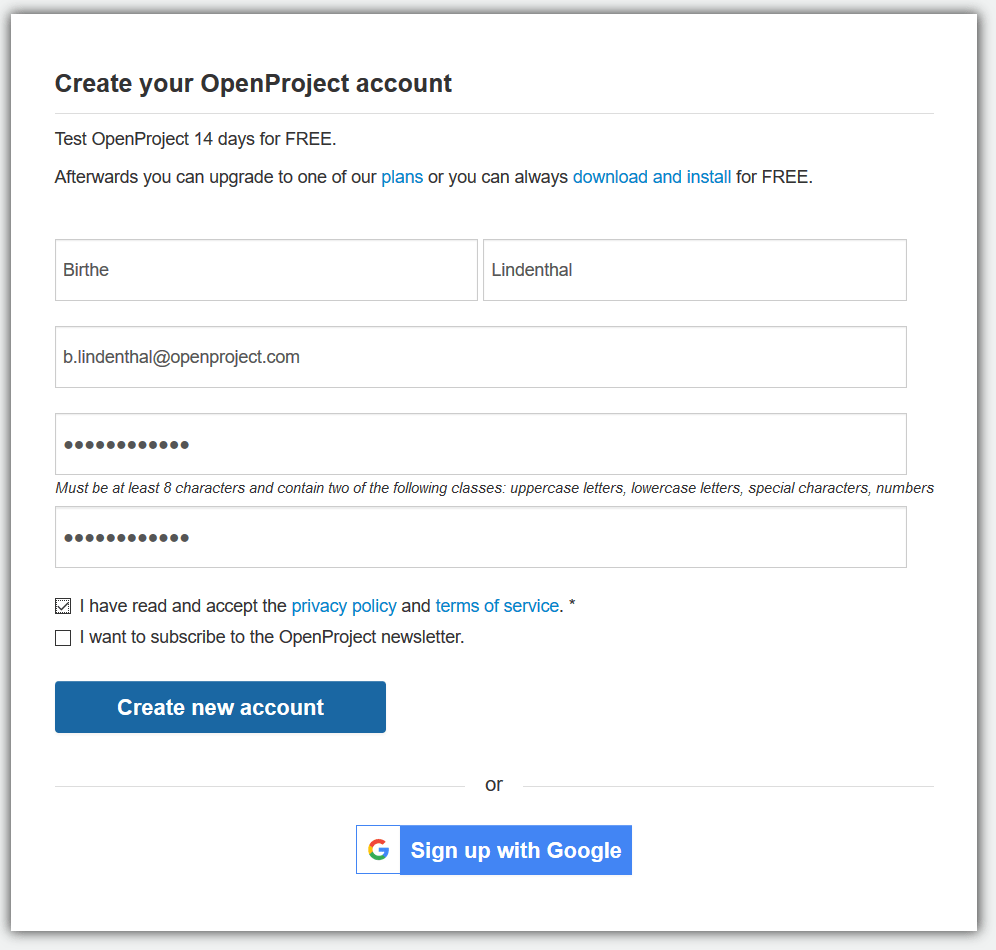 Create your OpenProject account
Test OpenProject 14 days for FREE.
Afterwards you can upgrade to one of our plans or you can always download and install for FREE.
Birthe Lindenthal
b.lindenthal@openproject.com
••••••••••••
Must be at least 8 characters and contain two of the following classes: uppercase letters, lowercase letters, special characters, numbers
••••••••••••
I have read and accept the privacy policy and terms of service. *
I want to subscribe to the OpenProject newsletter.
Create new account
or
G Sign up with Google